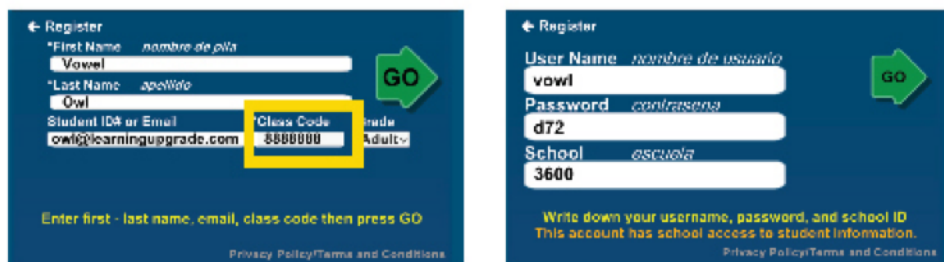 ← Register
*First Name nombre de pila
Vowel
*Last Name apellido
Owl
GO
Student ID# or Email *Class Code Grade
owl@learningupgrade.com 8888888 Adult
Enter first - last name, email, class code then press GO
Privacy Policy/Terms and Conditions
← Register
User Name nombre de usuario
vowl
GO
Password contrasena
d72
School escuela
3600
Write down your username, password, and school ID
This account has school access to student information.
Privacy Policy/Terms and Conditions